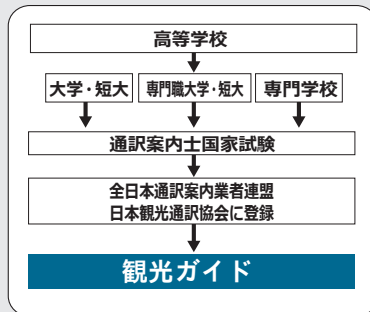 高等学校
大学・短大
専門職大学・短大
専門学校
通訳案内士国家試験
全日本通訳案内業者連盟
日本観光通訳協会に登録
観光ガイド